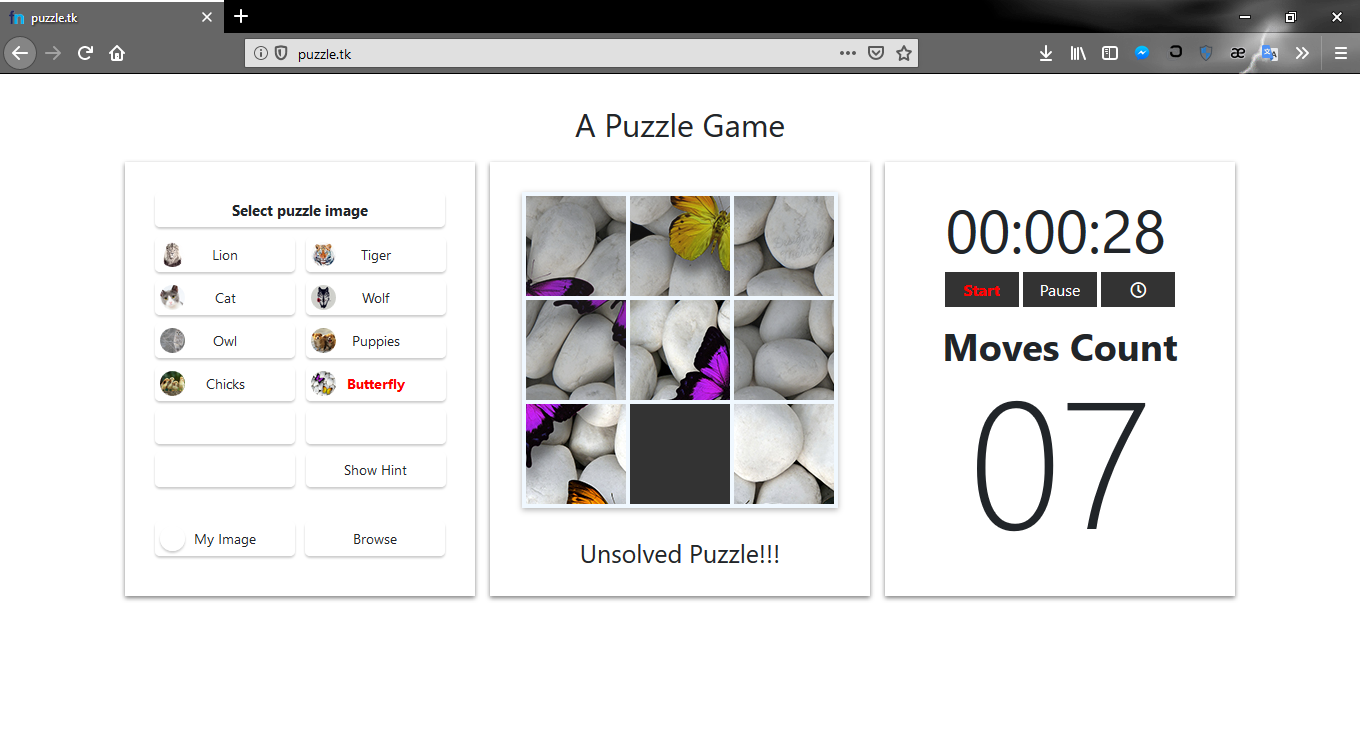 fn puzzle.tk
puzzle.tk
æ
A Puzzle Game
Select puzzle image
Lion
Tiger
Cat
Wolf
Owl
Puppies
Chicks
Butterfly
Show Hint
My Image
Browse
Unsolved Puzzle!!!
00:00:28
Start Pause
Moves Count
07